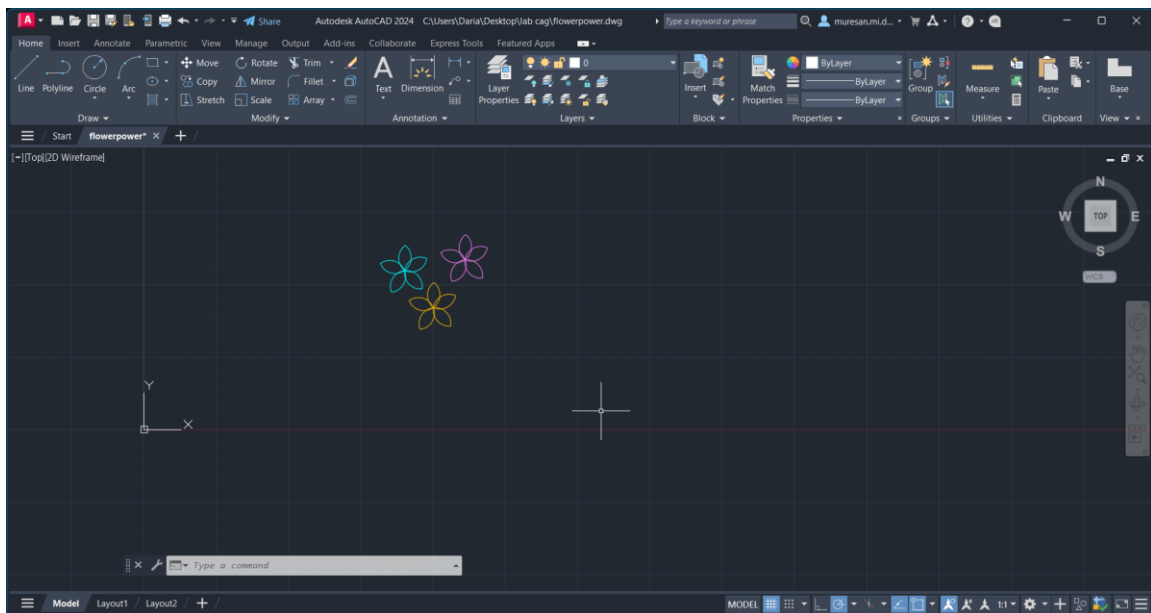 A Share Autodesk AutoCAD 2024 C:\Users\Daria\Desktop\lab cag\flowerpower.dwg Type a keyword or phrase muresan.mi.d...
Home Insert Annotate Parametric View Manage Output Add-ins Collaborate Express Tools Featured Apps
Move Rotate Trim 0 ByLayer
Line Polyline Circle Arc Copy Mirror Fillet Text Dimension Layer Properties Insert Match Properties ByLayer Group Measure Paste Base
Stretch Scale Array ByLayer
Draw Modify Annotation Layers Block Properties Groups Utilities Clipboard View
Start flowerpower*
[-][Top][2D Wireframe]
N
W TOP E
S
WCS
Y
X
Type a command
Model Layout1 Layout2 MODEL 1:1